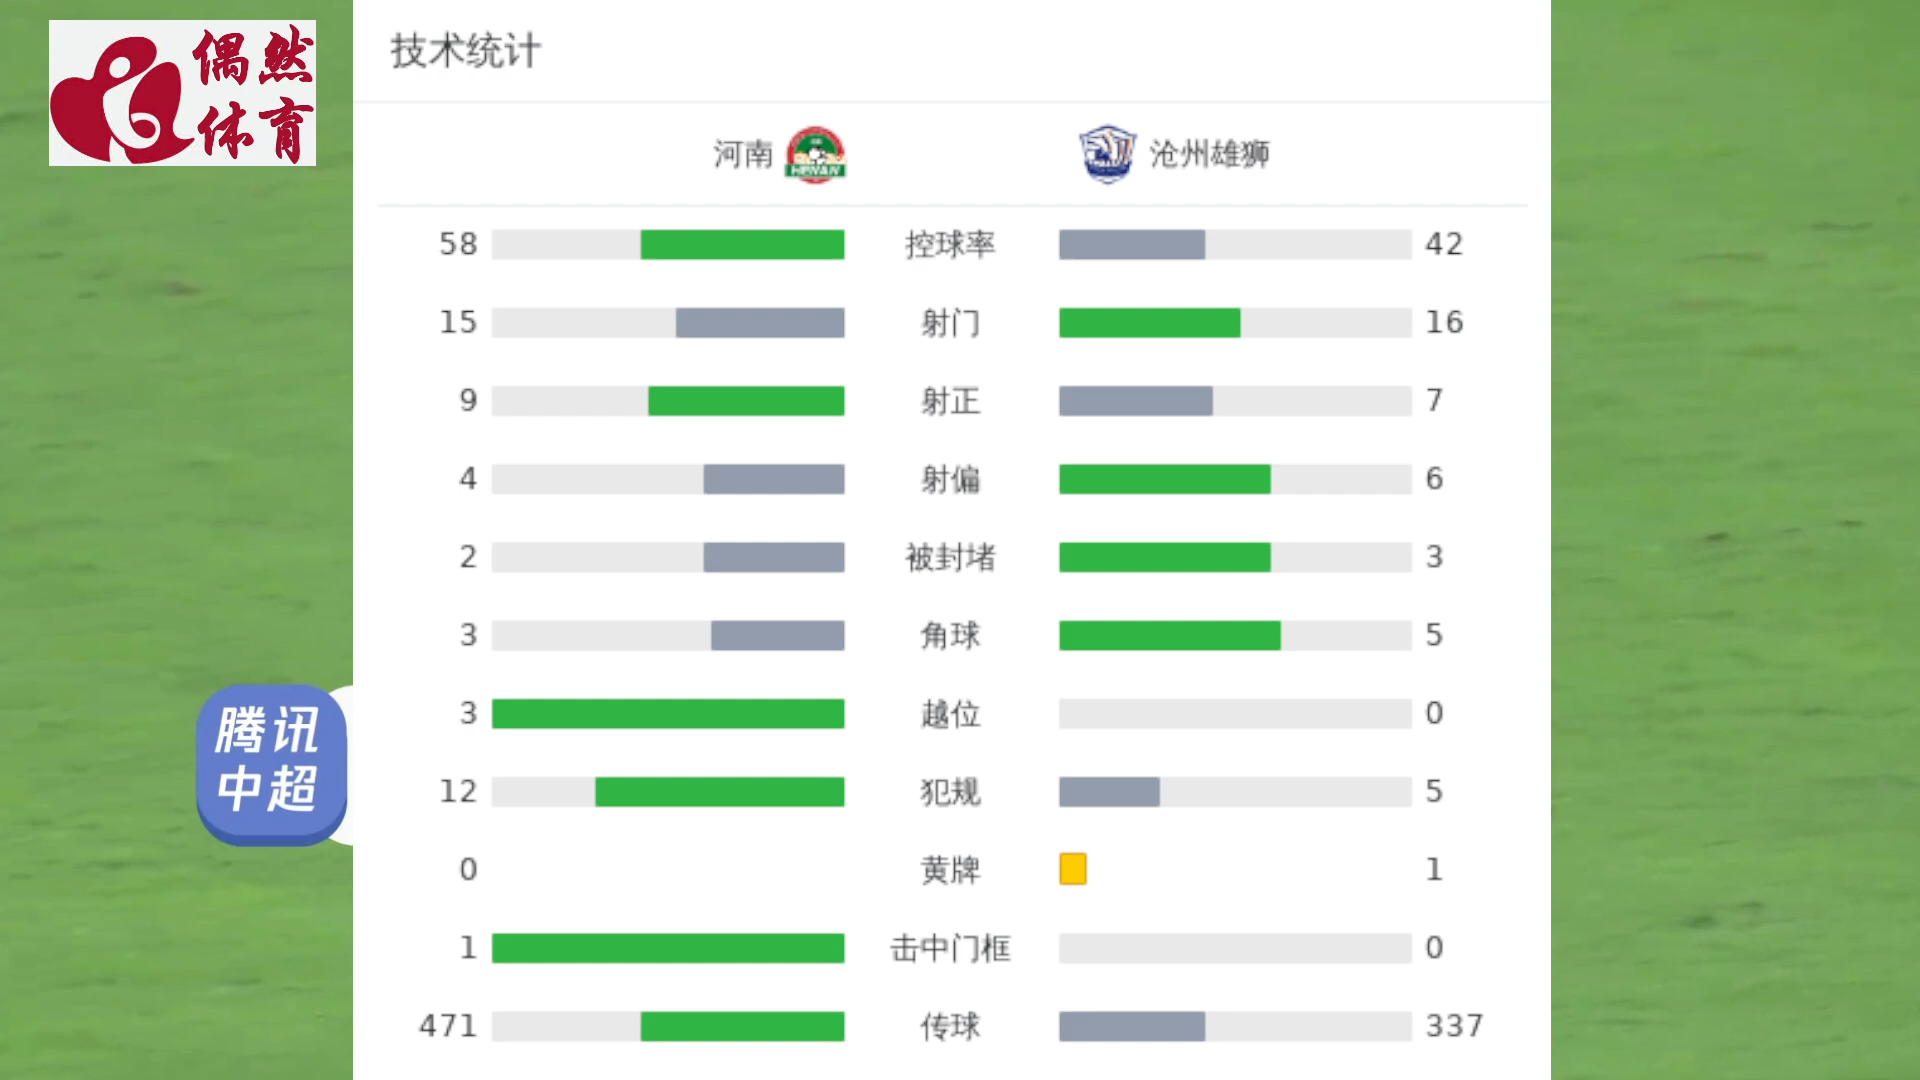 偶然
体育
技术统计
河南 HENAN 沧州雄狮
58 控球率 42
15 射门 16
9 射正 7
4 射偏 6
2 被封堵 3
3 角球 5
3 越位 0
12 犯规 5
0 黄牌 1
1 击中门框 0
471 传球 337
腾讯
中超